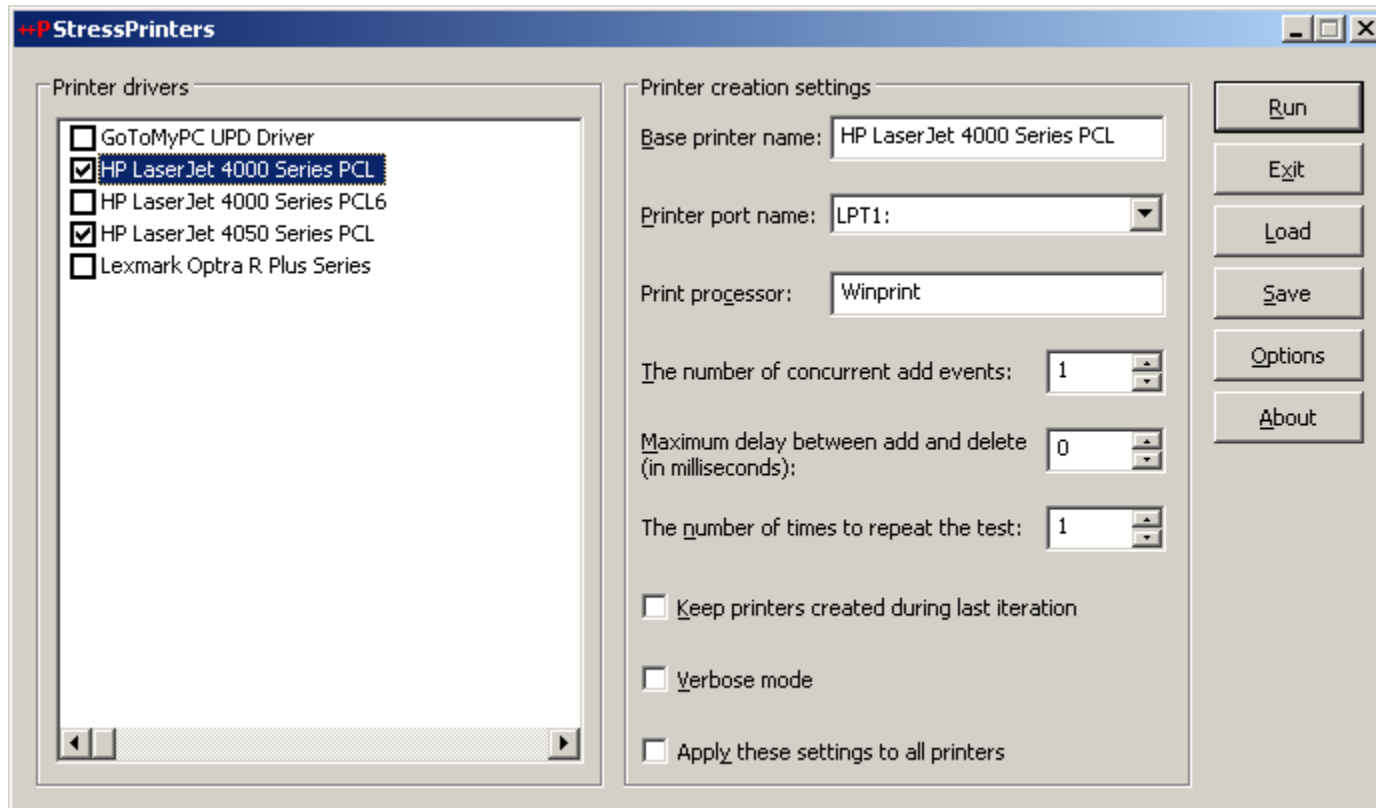 ++P StressPrinters
Printer drivers
GoToMyPC UPD Driver
HP LaserJet 4000 Series PCL
HP LaserJet 4000 Series PCL6
HP LaserJet 4050 Series PCL
Lexmark Optra R Plus Series
Printer creation settings
Base printer name: HP LaserJet 4000 Series PCL
Printer port name: LPT1:
Print processor: Winprint
The number of concurrent add events: 1
Maximum delay between add and delete 0
(in milliseconds):
The number of times to repeat the test: 1
Keep printers created during last iteration
Verbose mode
Apply these settings to all printers
Run
Exit
Load
Save
Options
About